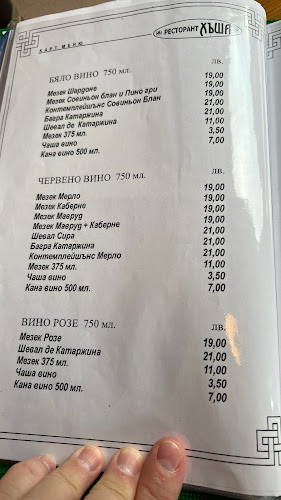 КАРТ МЕНЮ
РЕСТОРАНТ ХЪША
БЯЛО ВИНО 750 мл. лв.
Мезек Шардоне 19,00
Мезек Совиньон блан и Пино гри 19,00
Контемплейшънс Совиньон Блан 21,00
Багра Катаржина 21,00
Шевал де Катаржина 21,00
Мезек 375 мл. 11,00
Чаша вино 3,50
Кана вино 500 мл. 7,00
ЧЕРВЕНО ВИНО 750 мл. лв.
Мезек Мерло 19,00
Мезек Каберне 19,00
Мезек Мавруд 19,00
Мезек Мавруд + Каберне 19,00
Шевал Сира 21,00
Багра Катаржина 21,00
Контемплейшънс Мерло 21,00
Мезек 375 мл. 11,00
Чаша вино 3,50
Кана вино 500 мл. 7,00
ВИНО РОЗЕ 750 мл. лв.
Мезек Розе 19,00
Шевал де Катаржина 21,00
Мезек 375 мл. 11,00
Чаша вино 3,50
Кана вино 500 мл. 7,00